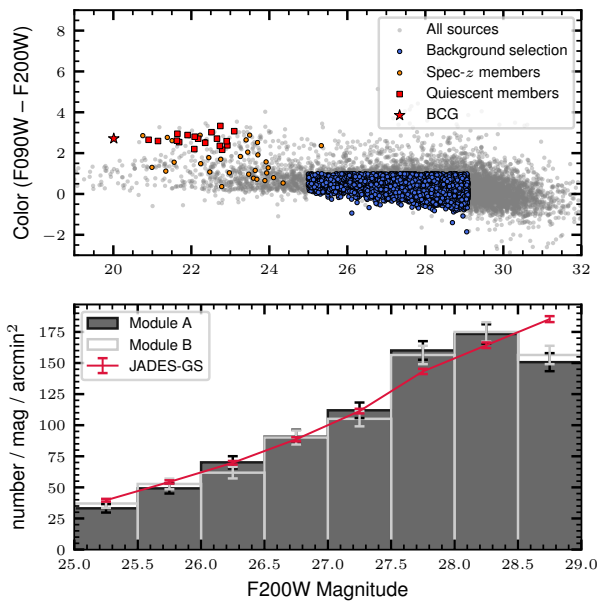 8
6
4
2
0
−2
Color (F090W − F200W)
All sources
Background selection
Spec-z members
Quiescent members
BCG
20 22 24 26 28 30 32
175
150
125
100
75
50
25
0
number / mag / arcmin²
Module A
Module B
JADES-GS
25.0 25.5 26.0 26.5 27.0 27.5 28.0 28.5 29.0
F200W Magnitude